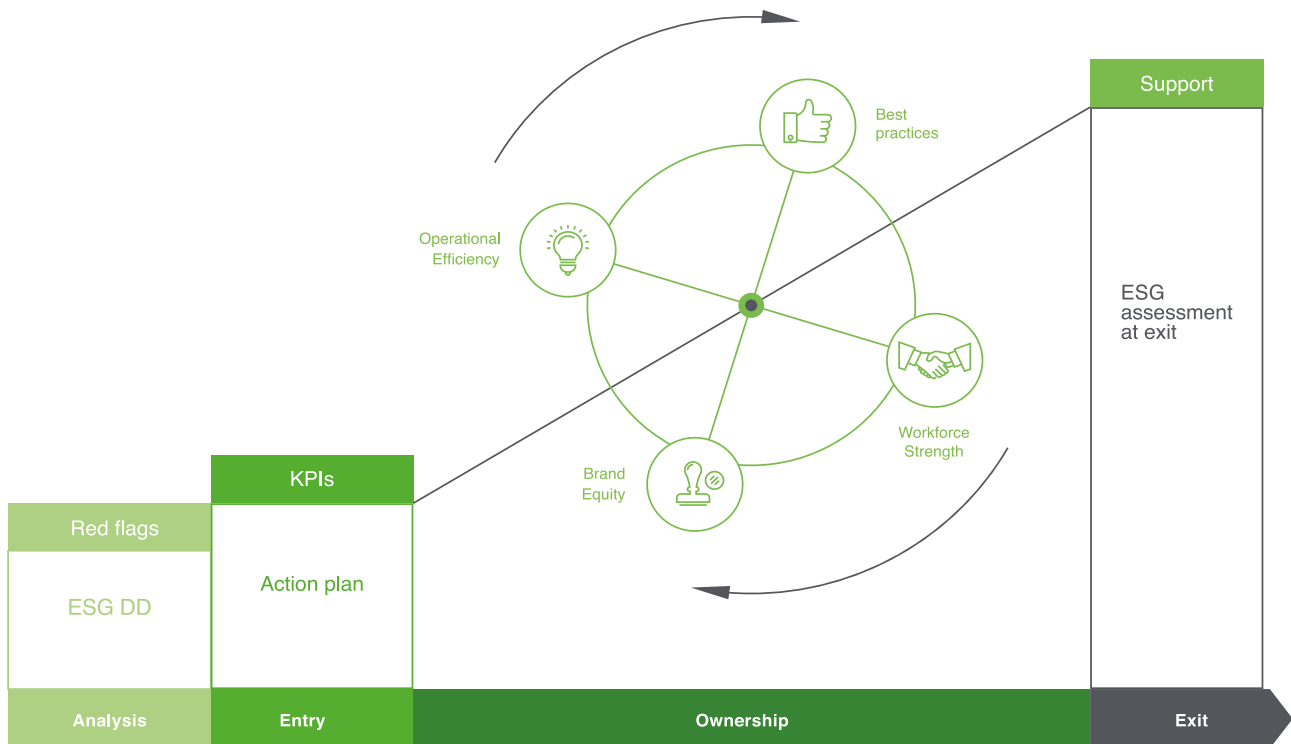 Support
Best
practices
Operational
Efficiency
ESG
assessment
at exit
Workforce
Strength
Brand
Equity
KPIs
Red flags
Action plan
ESG DD
Analysis
Entry
Ownership
Exit